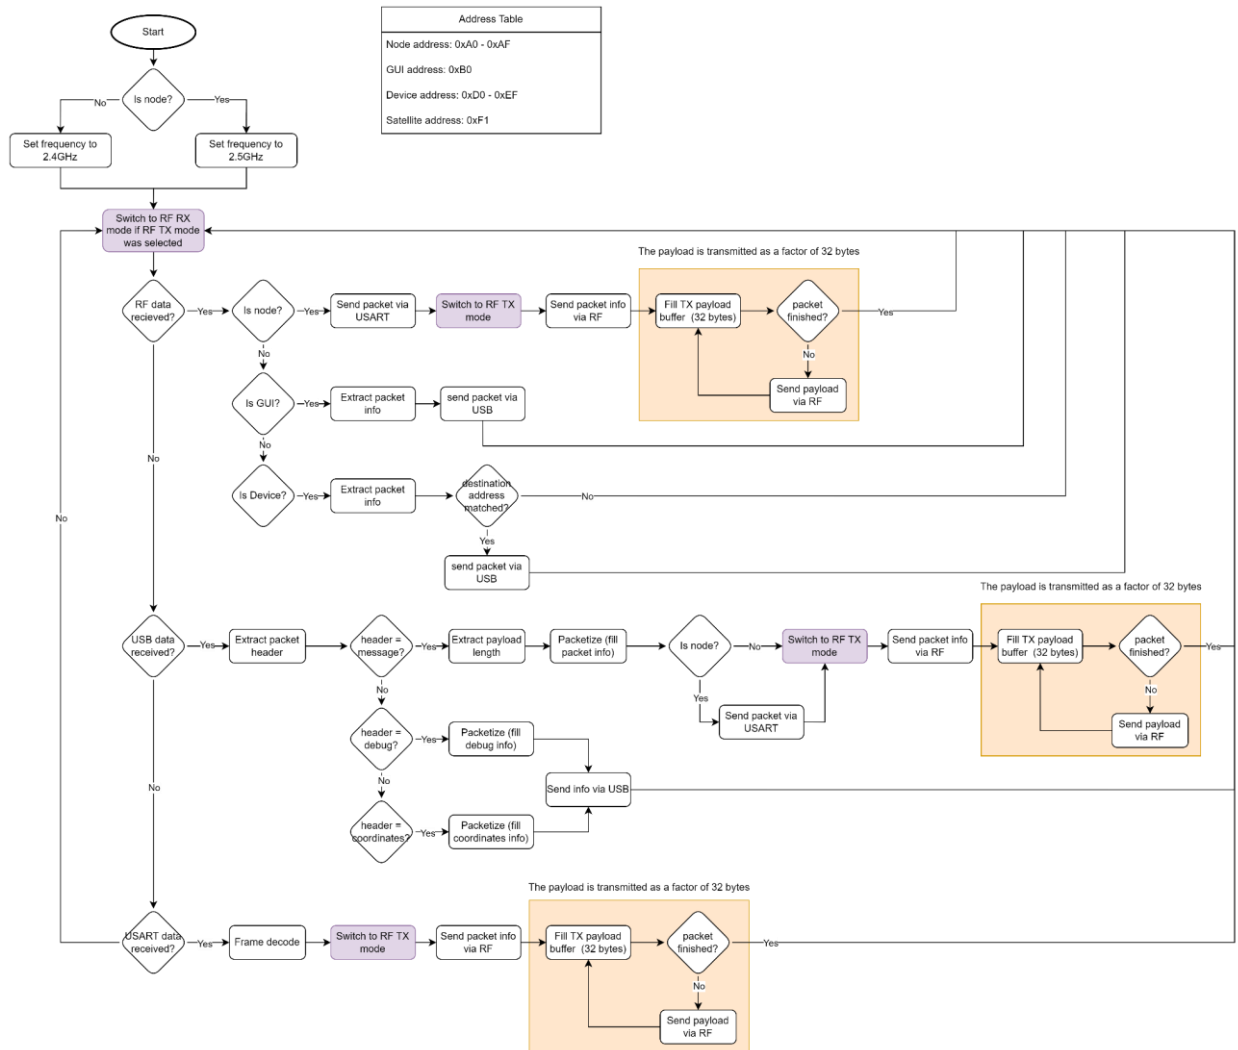 Start
Address Table
Node address: 0xA0 - 0xAF
GUI address: 0xB0
Device address: 0xD0 - 0xEF
Satellite address: 0xF1
Is node?
No
Yes
Set frequency to
2.4GHz
Set frequency to
2.5GHz
Switch to RF RX
mode if RF TX mode
was selected
The payload is transmitted as a factor of 32 bytes
RF data
recieved?
Yes
Is node?
Yes
Send packet via
USART
Switch to RF TX
mode
Send packet info
via RF
Fill TX payload
buffer (32 bytes)
packet
finished?
Yes
No
Send payload
via RF
No
Is GUI?
Yes
Extract packet
info
send packet via
USB
No
Is Device?
Yes
Extract packet
info
destination
address
matched?
No
Yes
send packet via
USB
No
No
The payload is transmitted as a factor of 32 bytes
USB data
received?
Yes
Extract packet
header
header =
message?
Yes
Extract payload
length
Packetize (fill
packet info)
Is node?
No
Switch to RF TX
mode
Send packet info
via RF
Fill TX payload
buffer (32 bytes)
packet
finished?
Yes
No
Send payload
via RF
Yes
Send packet via
USART
No
header =
debug?
Yes
Packetize (fill
debug info)
Send info via USB
No
header =
coordinates?
Yes
Packetize (fill
coordinates info)
No
The payload is transmitted as a factor of 32 bytes
USART data
received?
Yes
Frame decode
Switch to RF TX
mode
Send packet info
via RF
Fill TX payload
buffer (32 bytes)
packet
finished?
Yes
No
Send payload
via RF